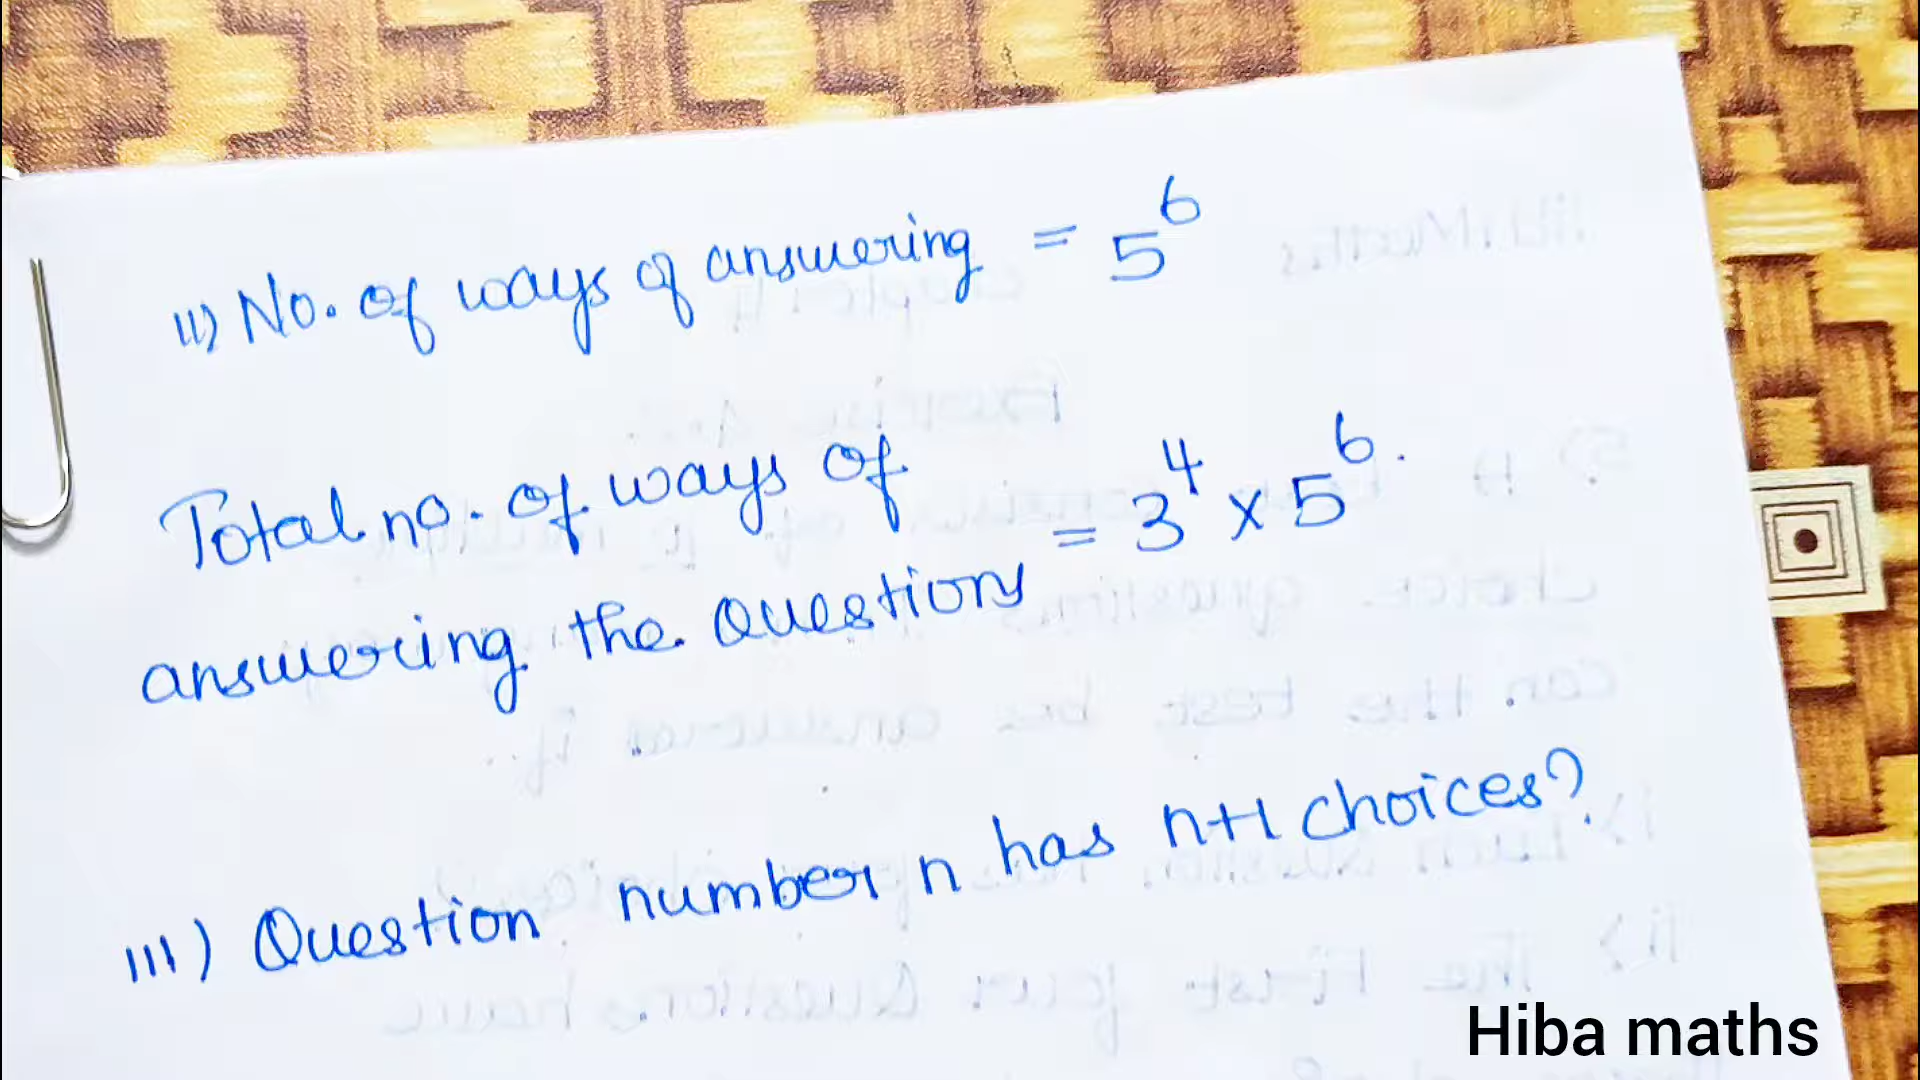 ii) No. of ways of answering = 5^6
Total no. of ways of
answering the Questions = 3^4 x 5^6.
iii) Question number n has n+1 choices?
Hiba maths